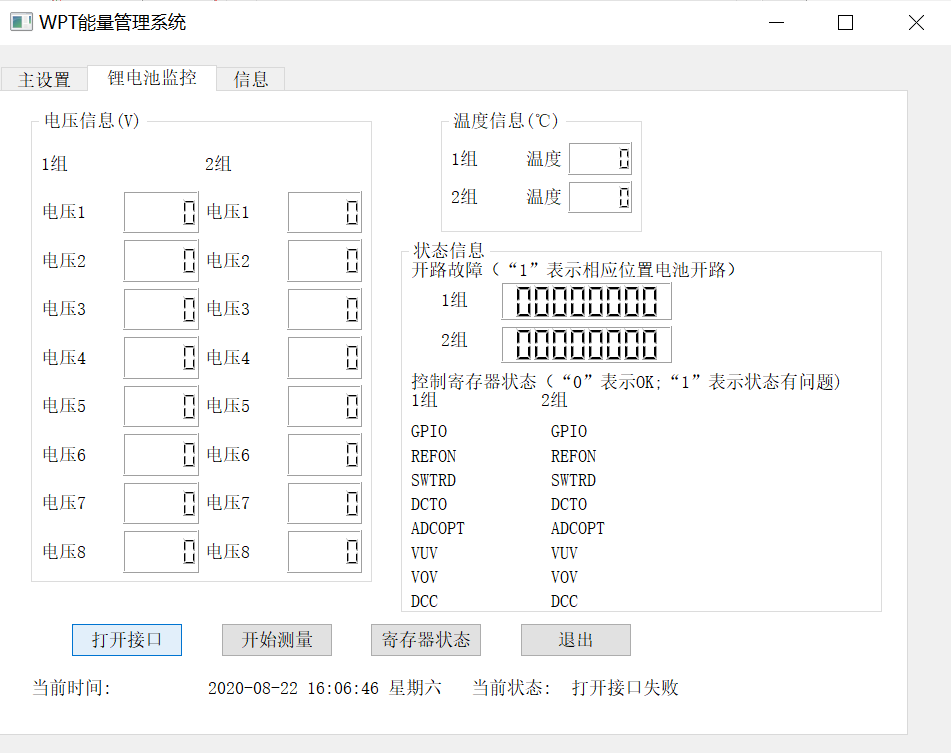 WPT能量管理系统
主设置 锂电池监控 信息
电压信息(V)
1组 2组
电压1 0 电压1 0
电压2 0 电压2 0
电压3 0 电压3 0
电压4 0 电压4 0
电压5 0 电压5 0
电压6 0 电压6 0
电压7 0 电压7 0
电压8 0 电压8 0
温度信息(℃)
1组 温度 0
2组 温度 0
状态信息
开路故障(“1”表示相应位置电池开路)
1组 00000000
2组 00000000
控制寄存器状态(“0”表示OK;“1”表示状态有问题)
1组 2组
GPIO GPIO
REFON REFON
SWTRD SWTRD
DCTO DCTO
ADCOPT ADCOPT
VUV VUV
VOV VOV
DCC DCC
打开接口 开始测量 寄存器状态 退出
当前时间: 2020-08-22 16:06:46 星期六 当前状态: 打开接口失败